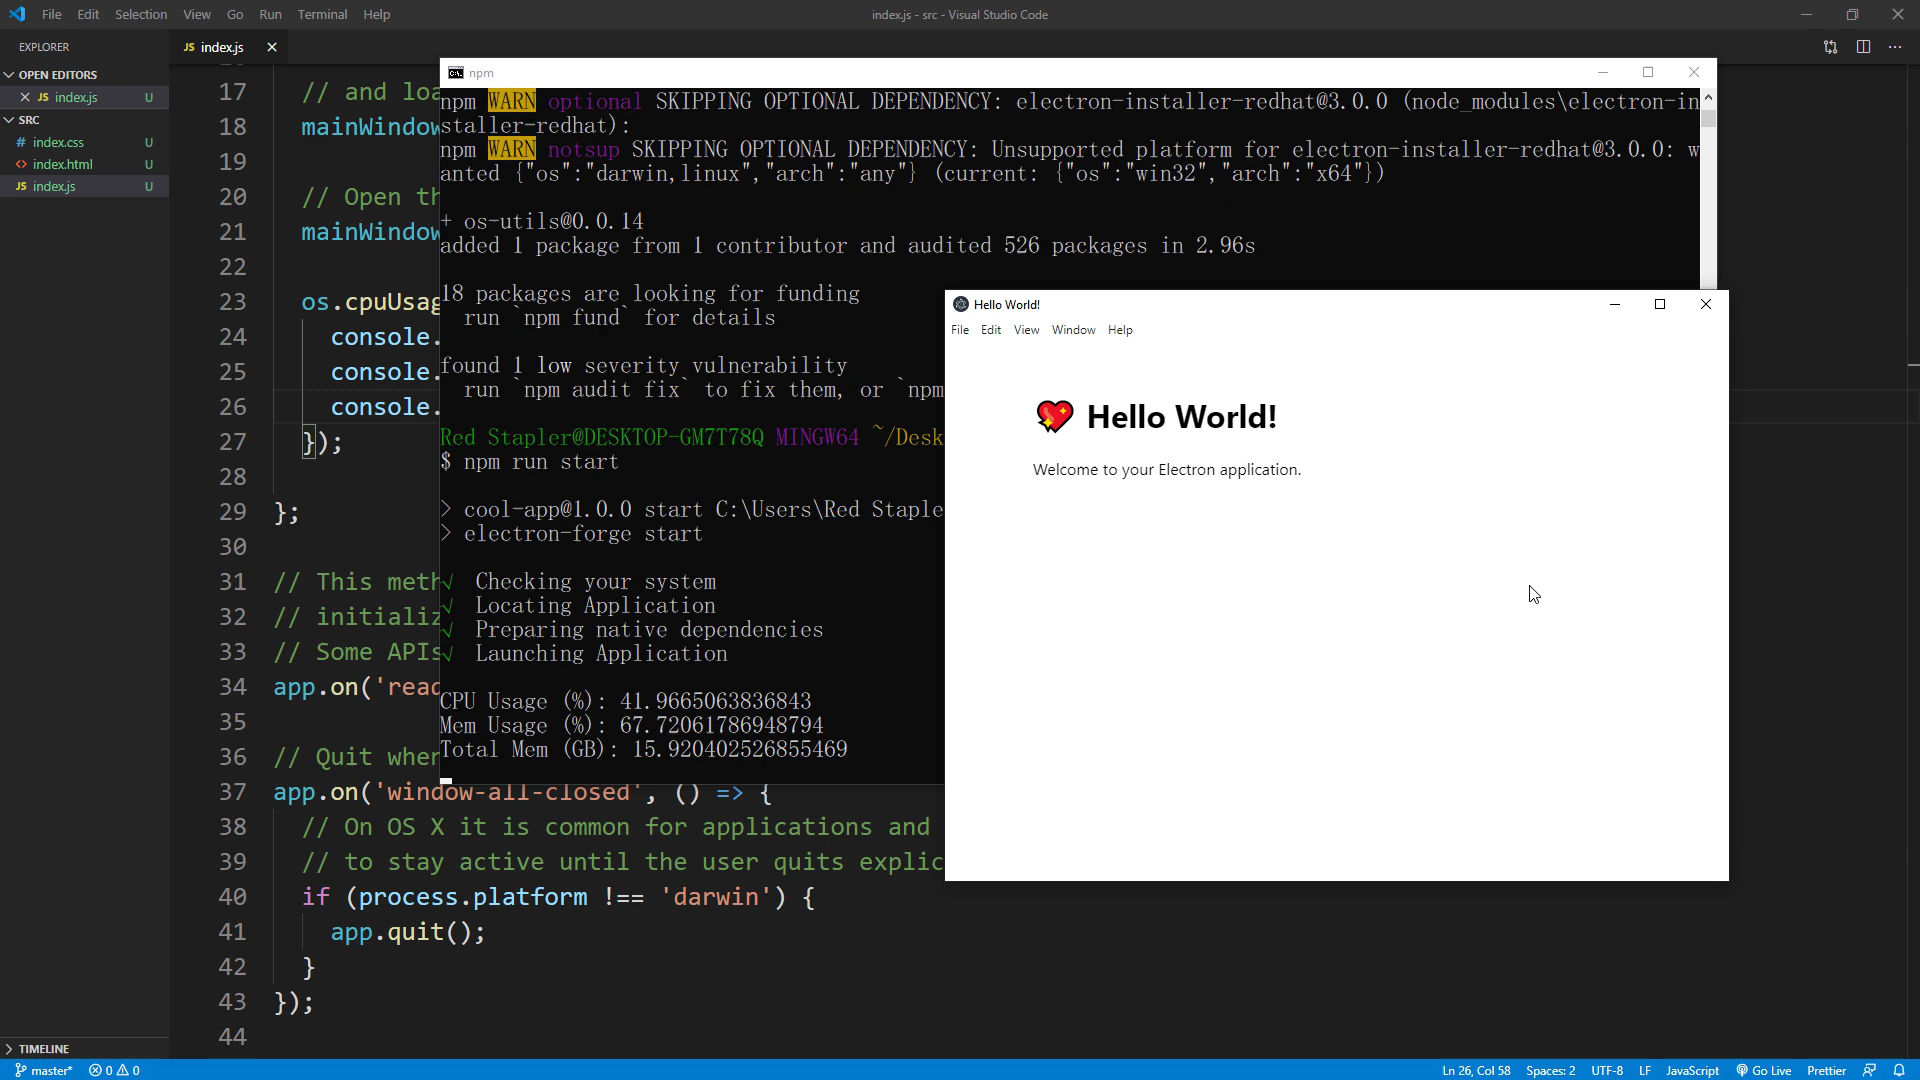 File Edit Selection View Go Run Terminal Help
index.js - src - Visual Studio Code
EXPLORER
OPEN EDITORS
JS index.js U
SRC
# index.css U
<> index.html U
JS index.js U
TIMELINE
JS index.js
17 // and loa
18 mainWindow
19
20 // Open th
21 mainWindow
22
23 os.cpuUsag
24 console.
25 console.
26 console.
27 });
28
29 };
30
31 // This meth
32 // initializ
33 // Some APIs
34 app.on('read
35
36 // Quit when
37 app.on('window-all-closed', () => {
38 // On OS X it is common for applications and
39 // to stay active until the user quits explic
40 if (process.platform !== 'darwin') {
41 app.quit();
42 }
43 });
44
npm
npm WARN optional SKIPPING OPTIONAL DEPENDENCY: electron-installer-redhat@3.0.0 (node_modules\electron-in
staller-redhat):
npm WARN notsup SKIPPING OPTIONAL DEPENDENCY: Unsupported platform for electron-installer-redhat@3.0.0: w
anted {"os":"darwin,linux","arch":"any"} (current: {"os":"win32","arch":"x64"})
+ os-utils@0.0.14
added 1 package from 1 contributor and audited 526 packages in 2.96s
18 packages are looking for funding
run `npm fund` for details
found 1 low severity vulnerability
run `npm audit fix` to fix them, or `npm
Red Stapler@DESKTOP-GM7T78Q MINGW64 ~/Desk
$ npm run start
> cool-app@1.0.0 start C:\Users\Red Staple
> electron-forge start
√ Checking your system
√ Locating Application
√ Preparing native dependencies
√ Launching Application
CPU Usage (%): 41.9665063836843
Mem Usage (%): 67.72061786948794
Total Mem (GB): 15.920402526855469
Hello World!
File Edit View Window Help
💖 Hello World!
Welcome to your Electron application.
master* 0 0
Ln 26, Col 58 Spaces: 2 UTF-8 LF JavaScript Go Live Prettier